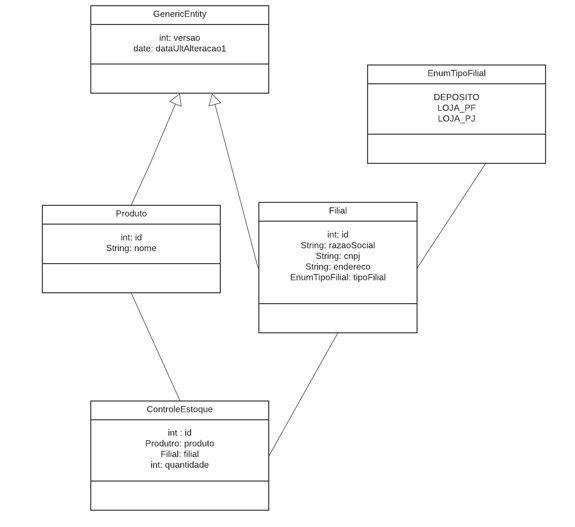 GenericEntity
int: versao
date: dataUltAlteracao1
EnumTipoFilial
DEPOSITO
LOJA_PF
LOJA_PJ
Produto
int: id
String: nome
Filial
int: id
String: razaoSocial
String: cnpj
String: endereco
EnumTipoFilial: tipoFilial
ControleEstoque
int : id
Produtro: produto
Filial: filial
int: quantidade